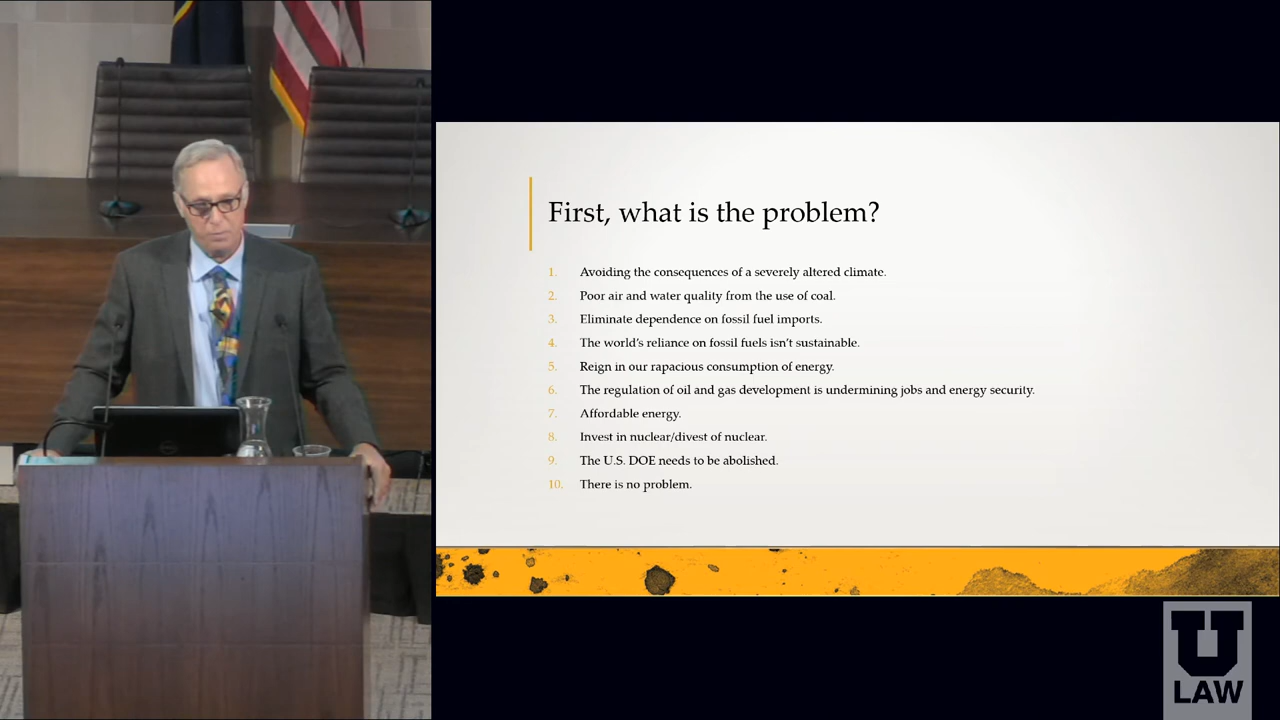 First, what is the problem?
1. Avoiding the consequences of a severely altered climate.
2. Poor air and water quality from the use of coal.
3. Eliminate dependence on fossil fuel imports.
4. The world's reliance on fossil fuels isn't sustainable.
5. Reign in our rapacious consumption of energy.
6. The regulation of oil and gas development is undermining jobs and energy security.
7. Affordable energy.
8. Invest in nuclear/divest of nuclear.
9. The U.S. DOE needs to be abolished.
10. There is no problem.
U
LAW